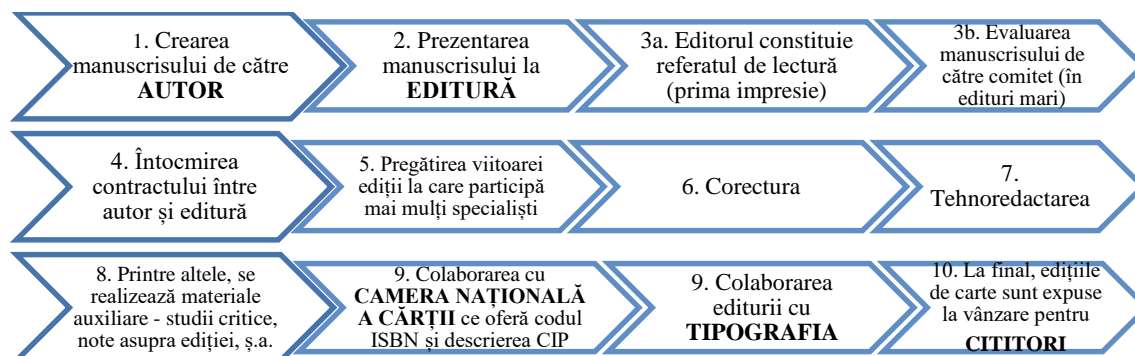 1. Crearea
manuscrisului de către
AUTOR
2. Prezentarea
manuscrisului la
EDITURĂ
3a. Editorul constituie
referatul de lectură
(prima impresie)
3b. Evaluarea
manuscrisului de
către comitet (în
edituri mari)
4. Întocmirea
contractului între
autor și editură
5. Pregătirea viitoarei
ediții la care participă
mai mulți specialiști
6. Corectura
7.
Tehnoredactarea
8. Printre altele, se
realizează materiale
auxiliare - studii critice,
note asupra ediției, ș.a.
9. Colaborarea cu
CAMERA NAȚIONALĂ
A CĂRȚII ce oferă codul
ISBN și descrierea CIP
9. Colaborarea
editurii cu
TIPOGRAFIA
10. La final, edițiile
de carte sunt expuse
la vânzare pentru
CITITORI